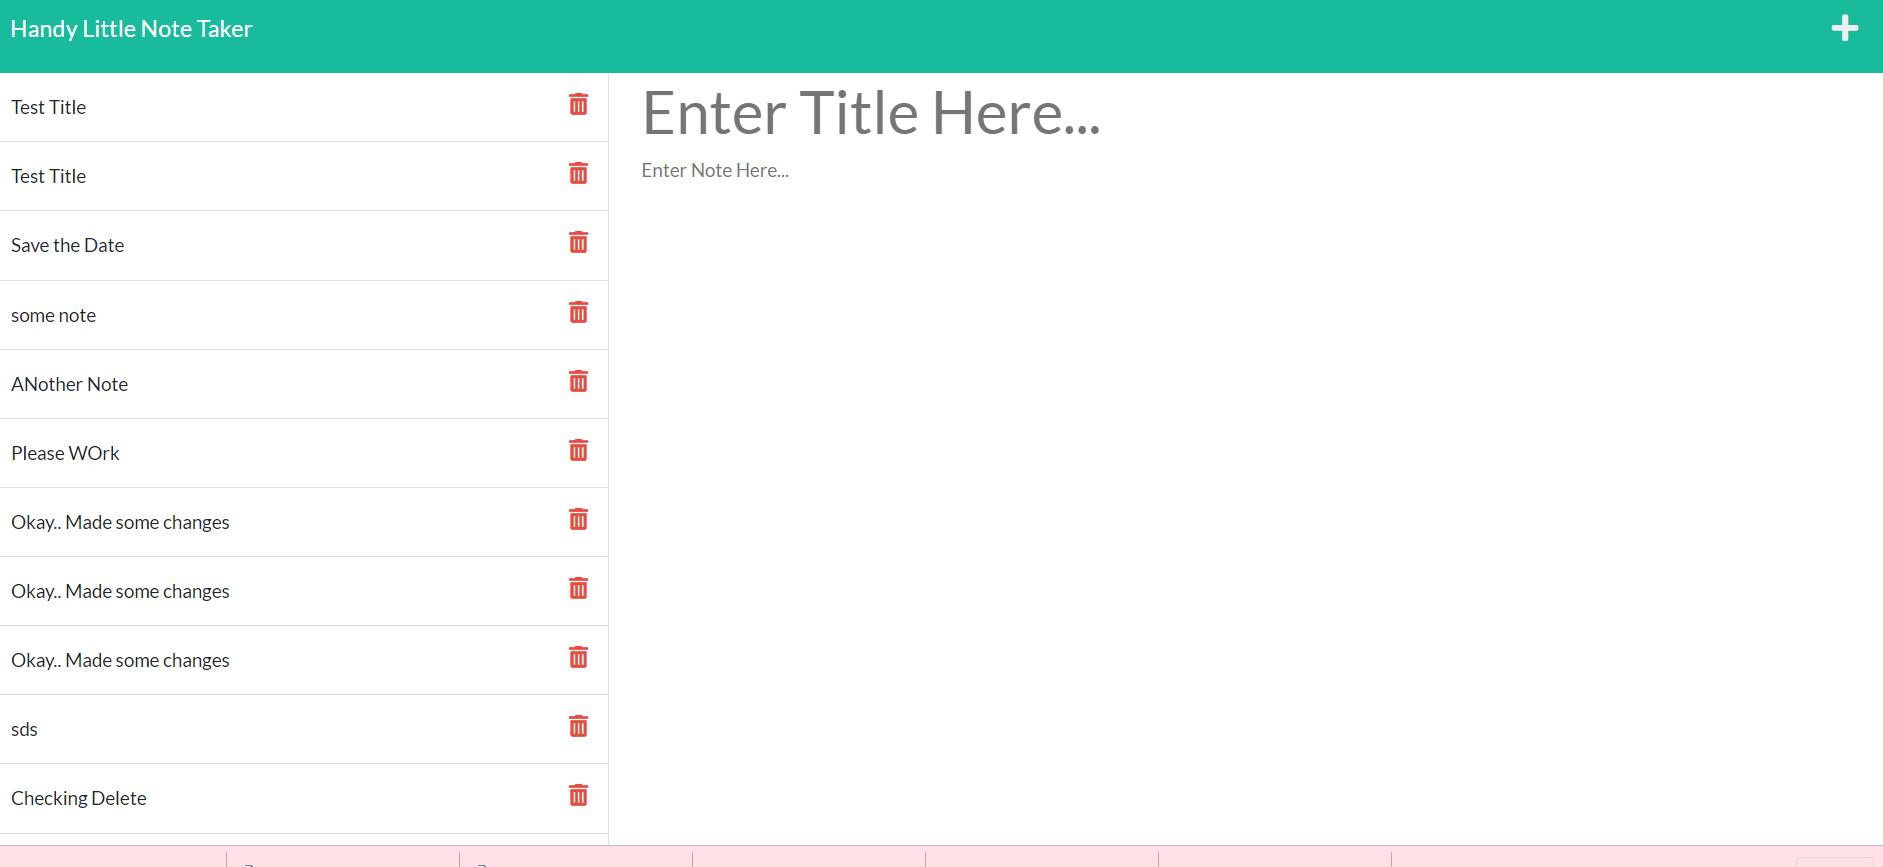 Handy Little Note Taker
Test Title
Test Title
Save the Date
some note
ANother Note
Please WOrk
Okay.. Made some changes
Okay.. Made some changes
Okay.. Made some changes
sds
Checking Delete
Enter Title Here...
Enter Note Here...